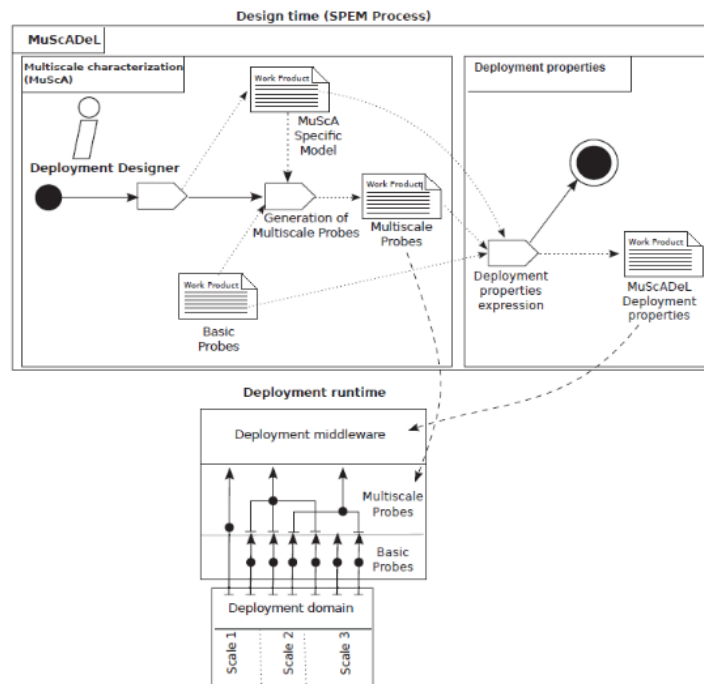 Design time (SPEM Process)
MuScADeL
Multiscale characterization
(MuScA)
Deployment properties
Work Product
MuScA
Specific
Model
Deployment Designer
Work Product
Generation of
Multiscale Probes
Multiscale
Probes
Work Product
Basic
Probes
Deployment
properties
expression
Work Product
MuScADeL
Deployment
properties
Deployment runtime
Deployment middleware
Multiscale
Probes
Basic
Probes
Deployment domain
Scale 1
Scale 2
Scale 3